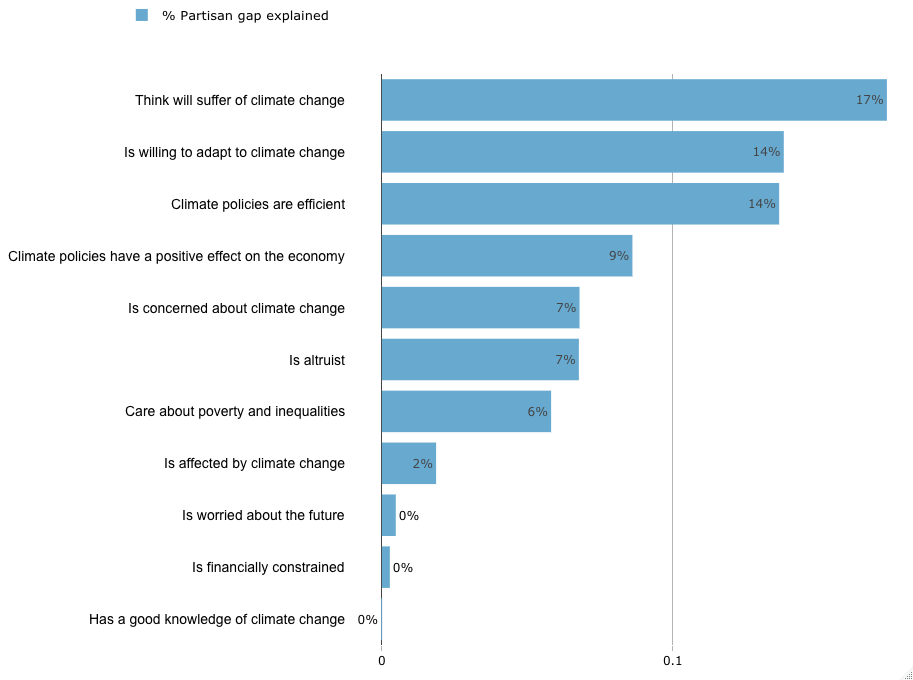 % Partisan gap explained
Think will suffer of climate change 17%
Is willing to adapt to climate change 14%
Climate policies are efficient 14%
Climate policies have a positive effect on the economy 9%
Is concerned about climate change 7%
Is altruist 7%
Care about poverty and inequalities 6%
Is affected by climate change 2%
Is worried about the future 0%
Is financially constrained 0%
Has a good knowledge of climate change 0%
0 0.1